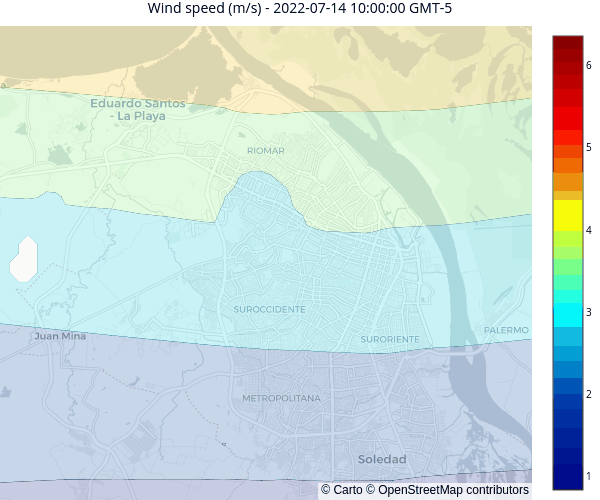 Wind speed (m/s) - 2022-07-14 10:00:00 GMT-5
6
Eduardo Santos
- La Playa
RIOMAR
5
4
SUROCCIDENTE
3
PALERMO
Juan Mina
SURORIENTE
METROPOLITANA
2
Soledad
1
© Carto © OpenStreetMap contributors